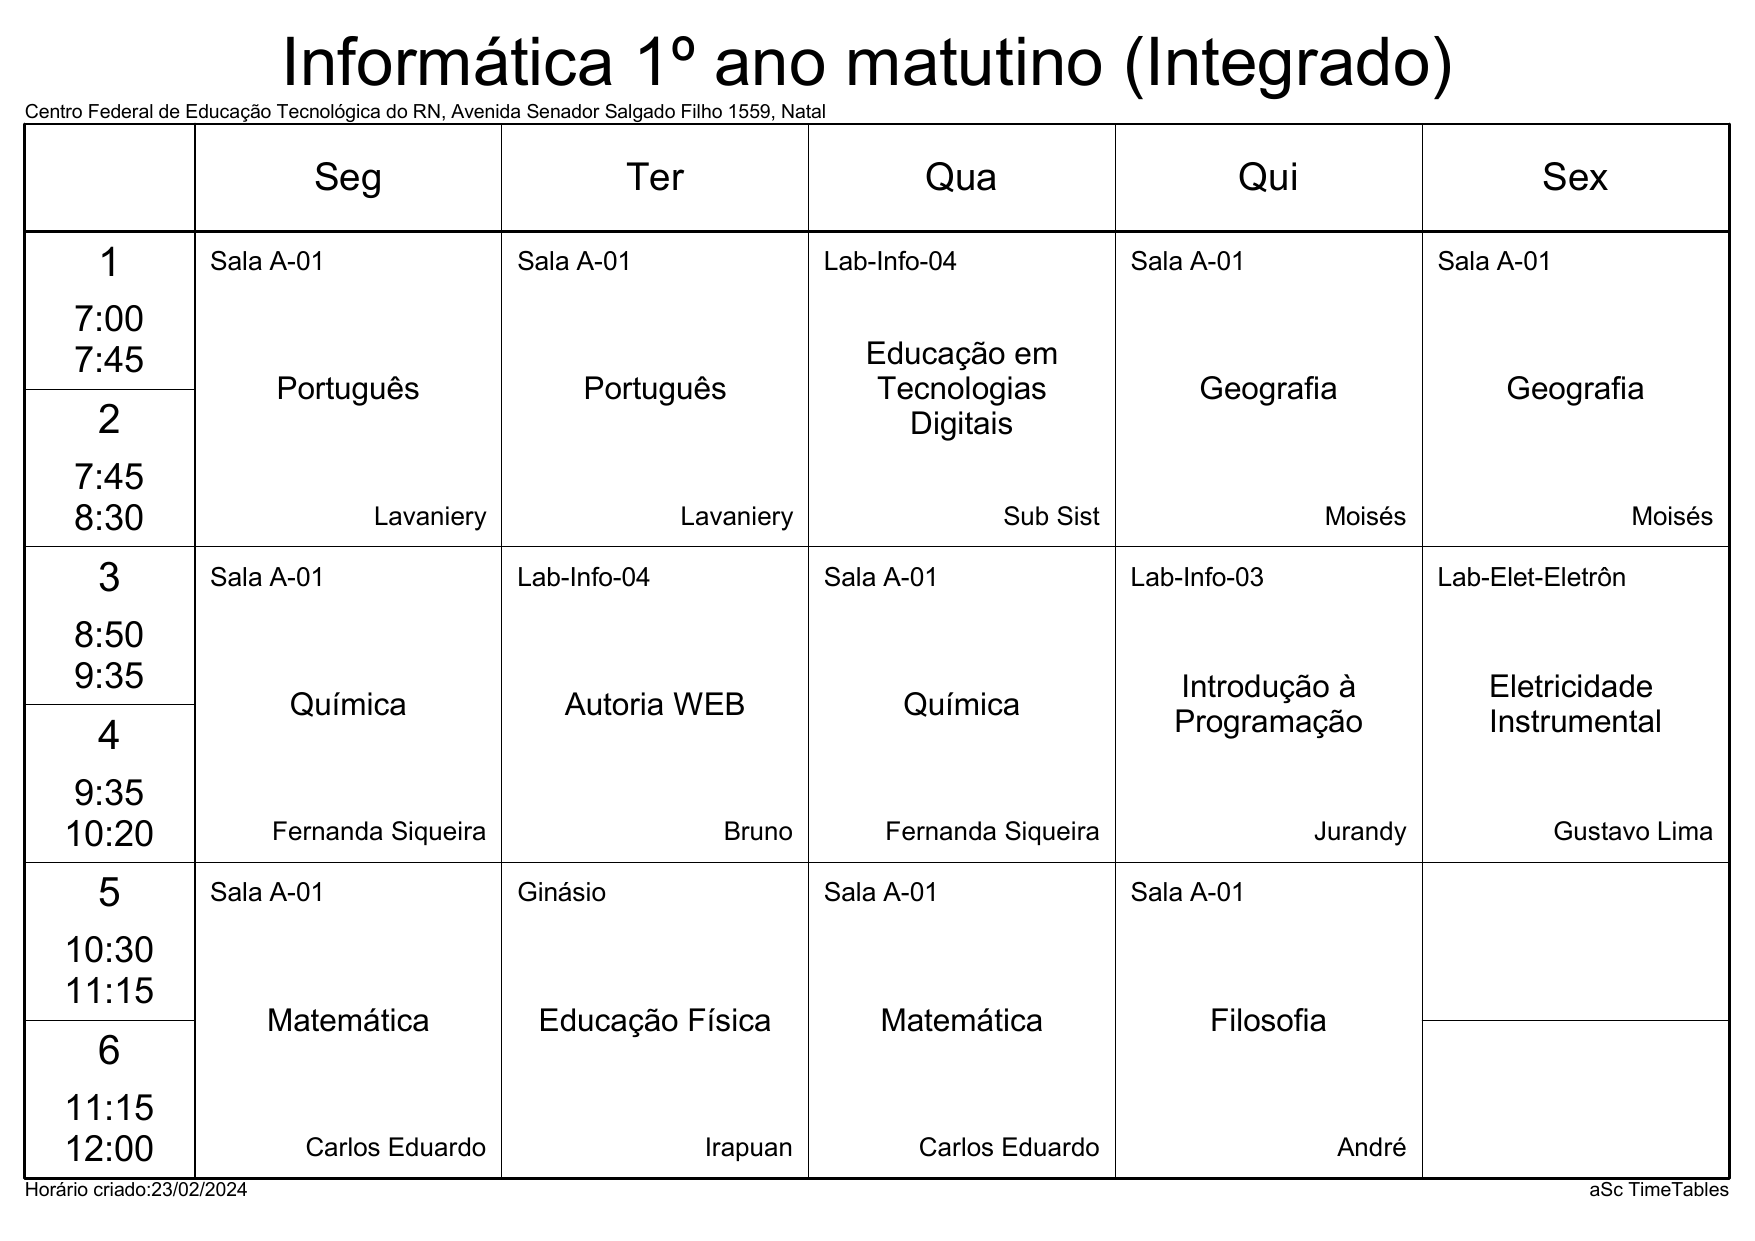 Informática 1º ano matutino (Integrado)
Centro Federal de Educação Tecnológica do RN, Avenida Senador Salgado Filho 1559, Natal
Seg
Ter
Qua
Qui
Sex
1
7:00
7:45
2
7:45
8:30
Sala A-01
Português
Lavaniery
Sala A-01
Português
Lavaniery
Lab-Info-04
Educação em
Tecnologias
Digitais
Sub Sist
Sala A-01
Geografia
Moisés
Sala A-01
Geografia
Moisés
3
8:50
9:35
4
9:35
10:20
Sala A-01
Química
Fernanda Siqueira
Lab-Info-04
Autoria WEB
Bruno
Sala A-01
Química
Fernanda Siqueira
Lab-Info-03
Introdução à
Programação
Jurandy
Lab-Elet-Eletrôn
Eletricidade
Instrumental
Gustavo Lima
5
10:30
11:15
6
11:15
12:00
Sala A-01
Matemática
Carlos Eduardo
Ginásio
Educação Física
Irapuan
Sala A-01
Matemática
Carlos Eduardo
Sala A-01
Filosofia
André
Horário criado:23/02/2024
aSc TimeTables